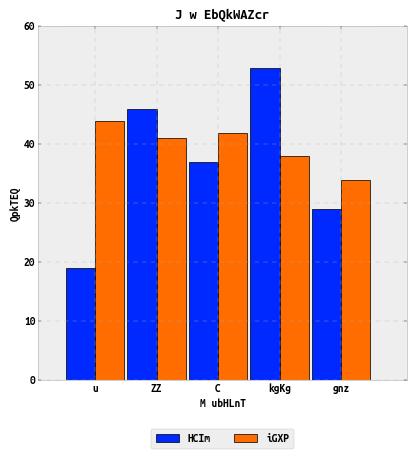 J w EbQkWAZcr
60
50
40
30
20
10
0
QpkTEQ
u ZZ C kgKg gnz
M ubHLnT
HCIm iGXP